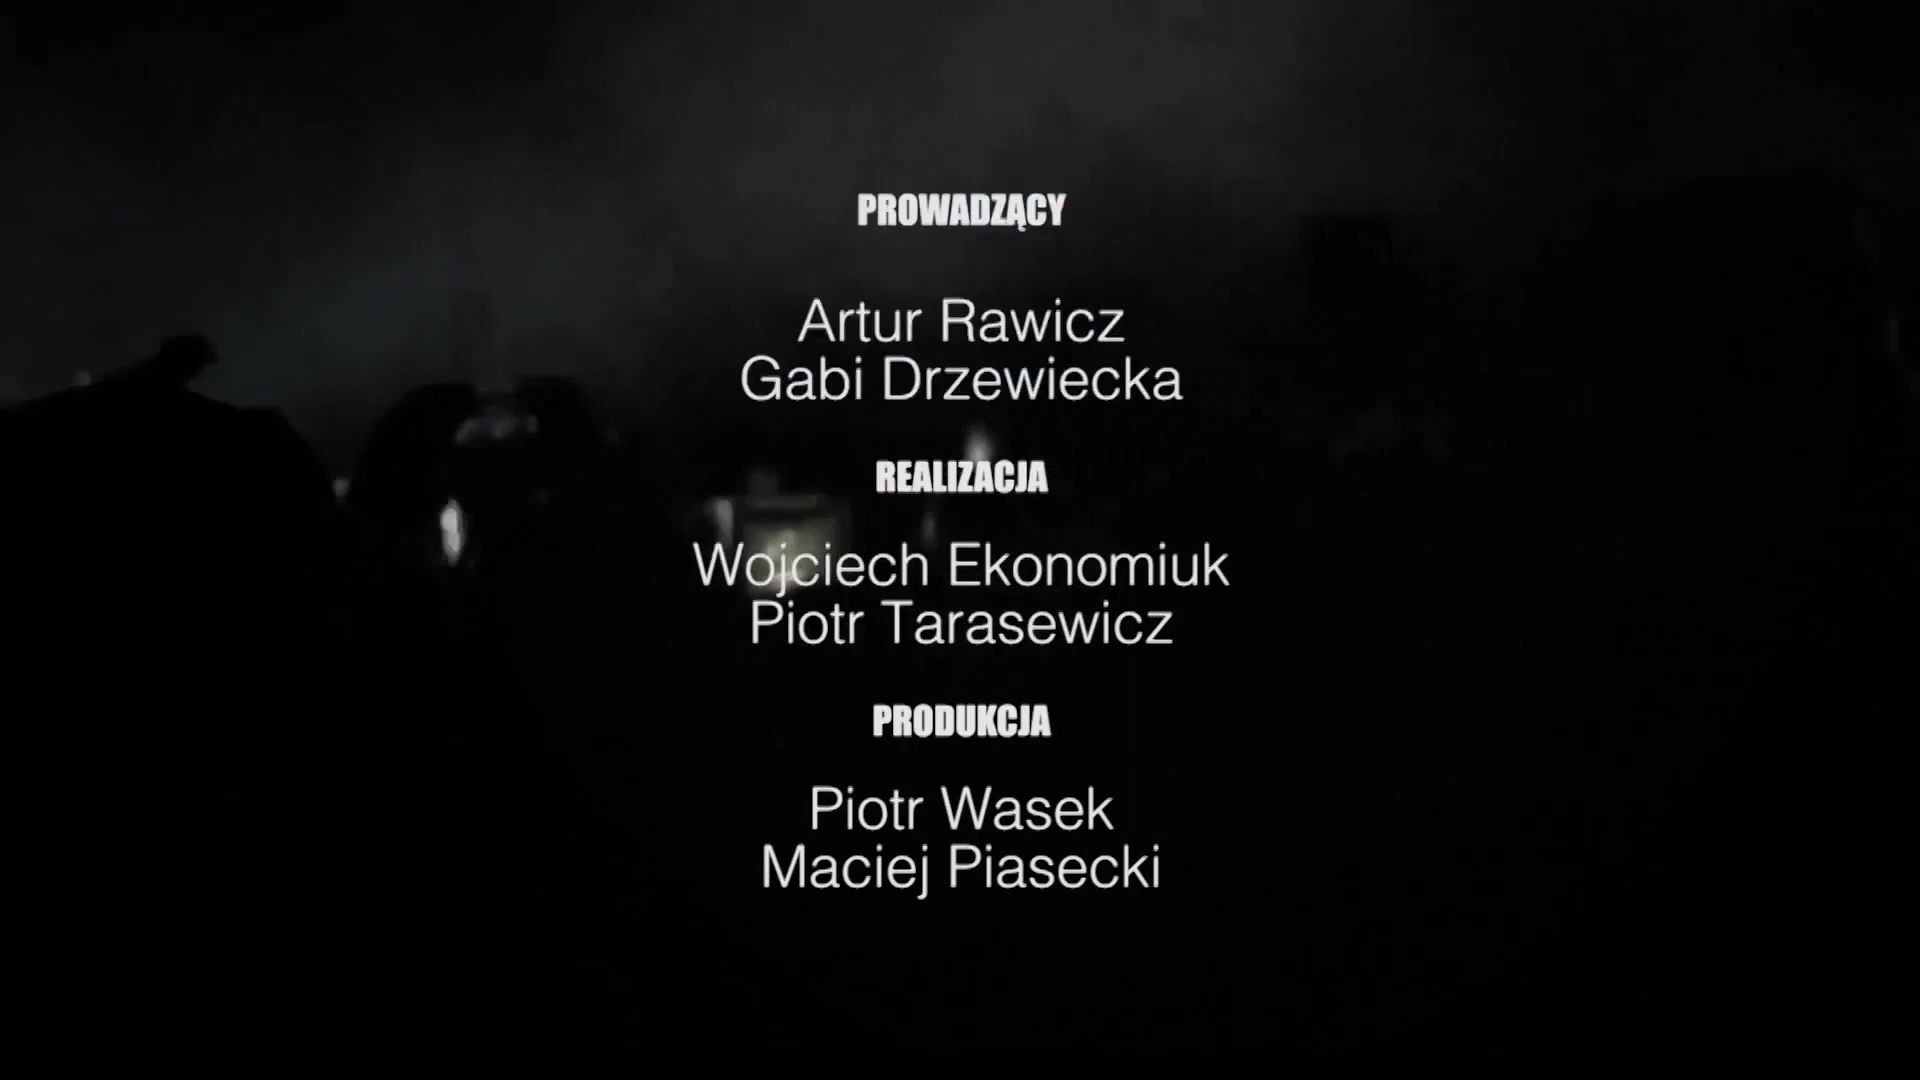 PROWADZĄCY
Artur Rawicz
Gabi Drzewiecka
REALIZACJA
Wojciech Ekonomiuk
Piotr Tarasewicz
PRODUKCJA
Piotr Wasek
Maciej Piasecki